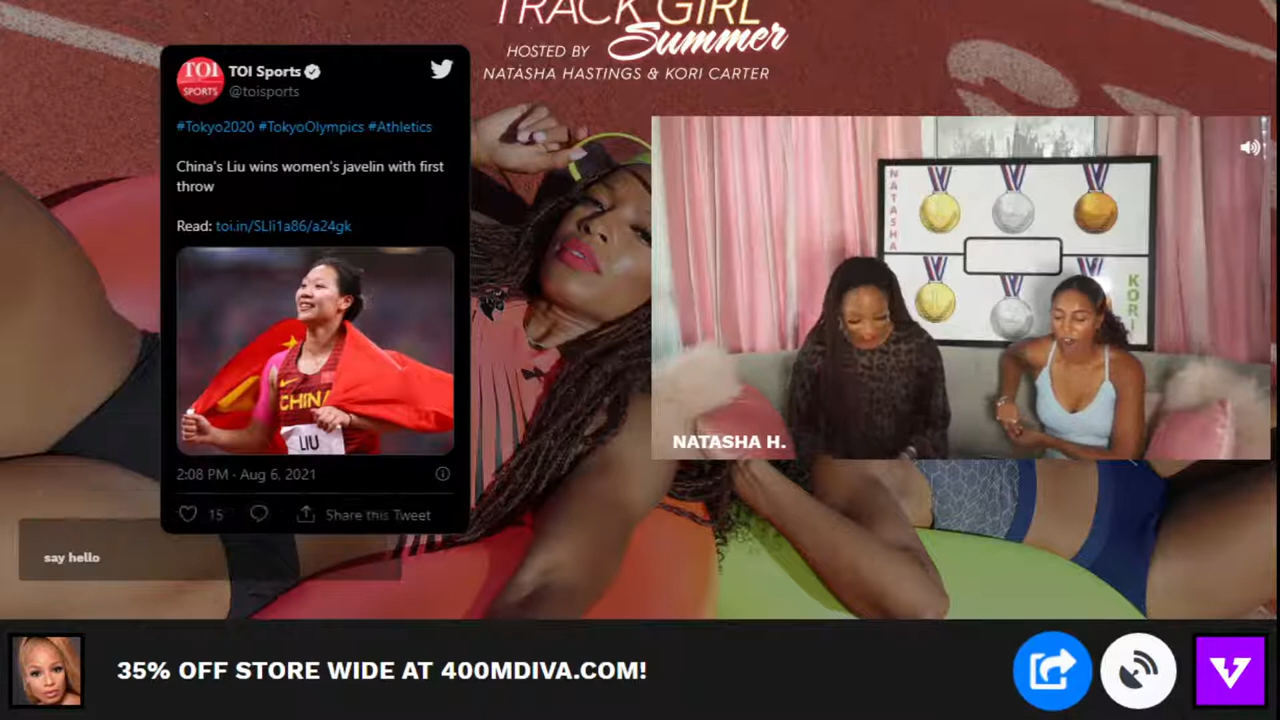 TRACK GIRL
Summer
HOSTED BY
NATASHA HASTINGS & KORI CARTER
TOI
SPORTS
TOI Sports
@toisports
#Tokyo2020 #TokyoOlympics #Athletics
China's Liu wins women's javelin with first
throw
Read: toi.in/SLIi1a86/a24gk
CHINA
LIU
2:08 PM · Aug 6, 2021
15
Share this Tweet
NATASHA
KORI
NATASHA H.
say hello
35% OFF STORE WIDE AT 400MDIVA.COM!